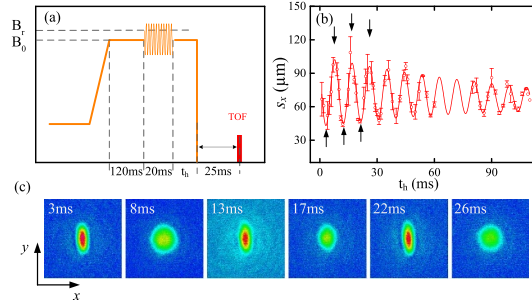 (a)
B_r
B_0
TOF
120ms 20ms t_h 25ms
(b)
150
120
90
60
30
s_x (μm)
0 30 60 90
t_h (ms)
(c)
3ms 8ms 13ms 17ms 22ms 26ms
y
x